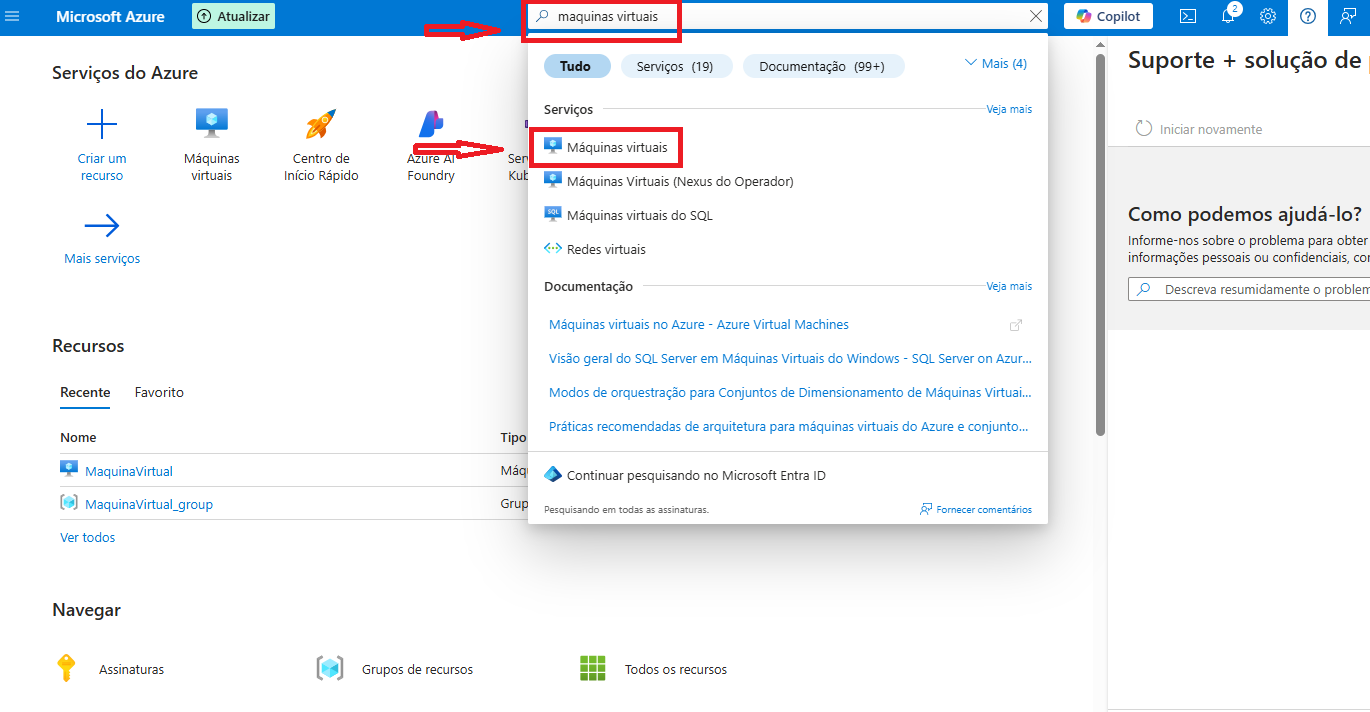 Microsoft Azure
Atualizar
maquinas virtuais
Copilot
2
Serviços do Azure
Criar um
recurso
Máquinas
virtuais
Centro de
Início Rápido
Azure AI
Foundry
Mais serviços
Tudo
Serviços (19)
Documentação (99+)
Mais (4)
Serviços
Veja mais
Máquinas virtuais
Máquinas Virtuais (Nexus do Operador)
SQL
Máquinas virtuais do SQL
Redes virtuais
Documentação
Veja mais
Máquinas virtuais no Azure - Azure Virtual Machines
Visão geral do SQL Server em Máquinas Virtuais do Windows - SQL Server on Azur...
Modos de orquestração para Conjuntos de Dimensionamento de Máquinas Virtuai...
Práticas recomendadas de arquitetura para máquinas virtuais do Azure e conjunto...
Continuar pesquisando no Microsoft Entra ID
Pesquisando em todas as assinaturas.
Fornecer comentários
Recursos
Recente
Favorito
Nome
Tipo
MaquinaVirtual
Máqu
MaquinaVirtual_group
Grup
Ver todos
Navegar
Assinaturas
Grupos de recursos
Todos os recursos
Suporte + solução de
Iniciar novamente
Como podemos ajudá-lo?
Informe-nos sobre o problema para obter
informações pessoais ou confidenciais, co
Descreva resumidamente o problem